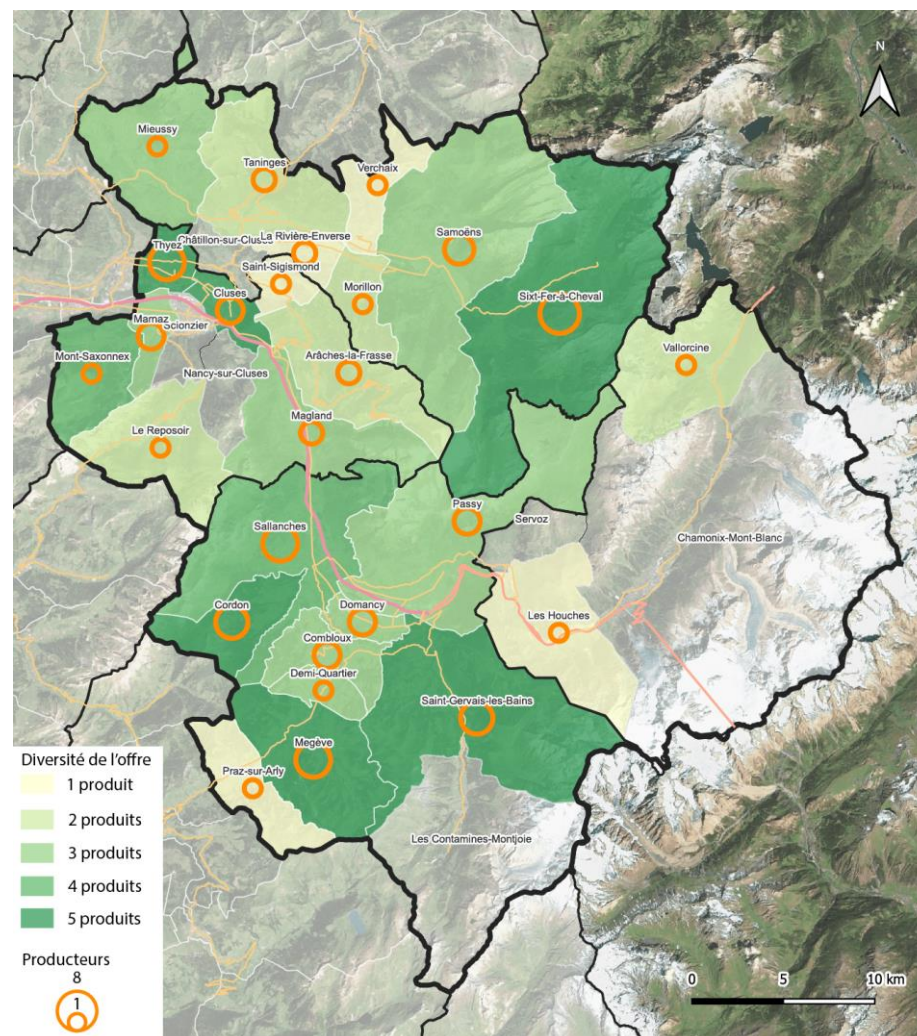 N
Mieussy
Taninges
Verchaix
Châtillon-sur-Cluses
La Rivière-Enverse
Samoëns
Thyez
Saint-Sigismond
Morillon
Cluses
Sixt-Fer-à-Cheval
Marnaz
Scionzier
Mont-Saxonnex
Nancy-sur-Cluses
Arâches-la-Frasse
Vallorcine
Magland
Le Reposoir
Passy
Servoz
Sallanches
Chamonix-Mont-Blanc
Cordon
Domancy
Les Houches
Combloux
Demi-Quartier
Saint-Gervais-les-Bains
Megève
Praz-sur-Arly
Les Contamines-Montjoie
Diversité de l'offre
1 produit
2 produits
3 produits
4 produits
5 produits
Producteurs
8
1
0 5 10 km